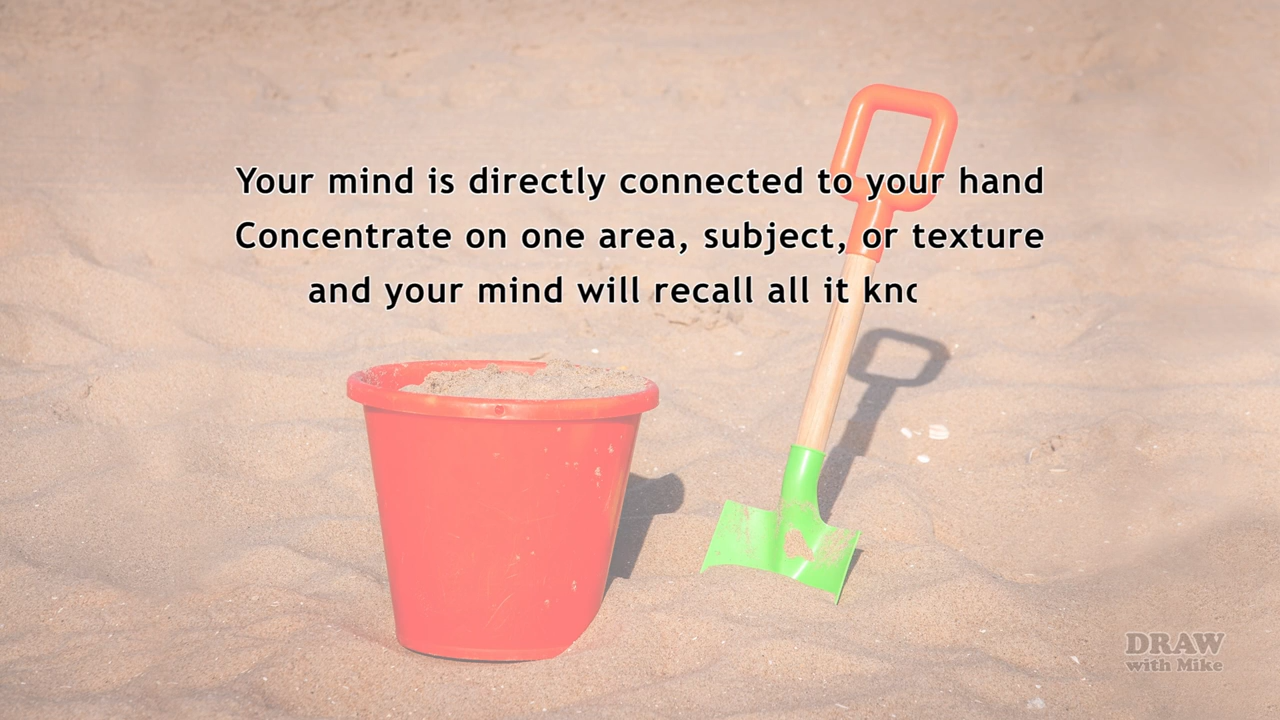 Your mind is directly connected to your hand
Concentrate on one area, subject, or texture
and your mind will recall all it kno
DRAW
with Mike